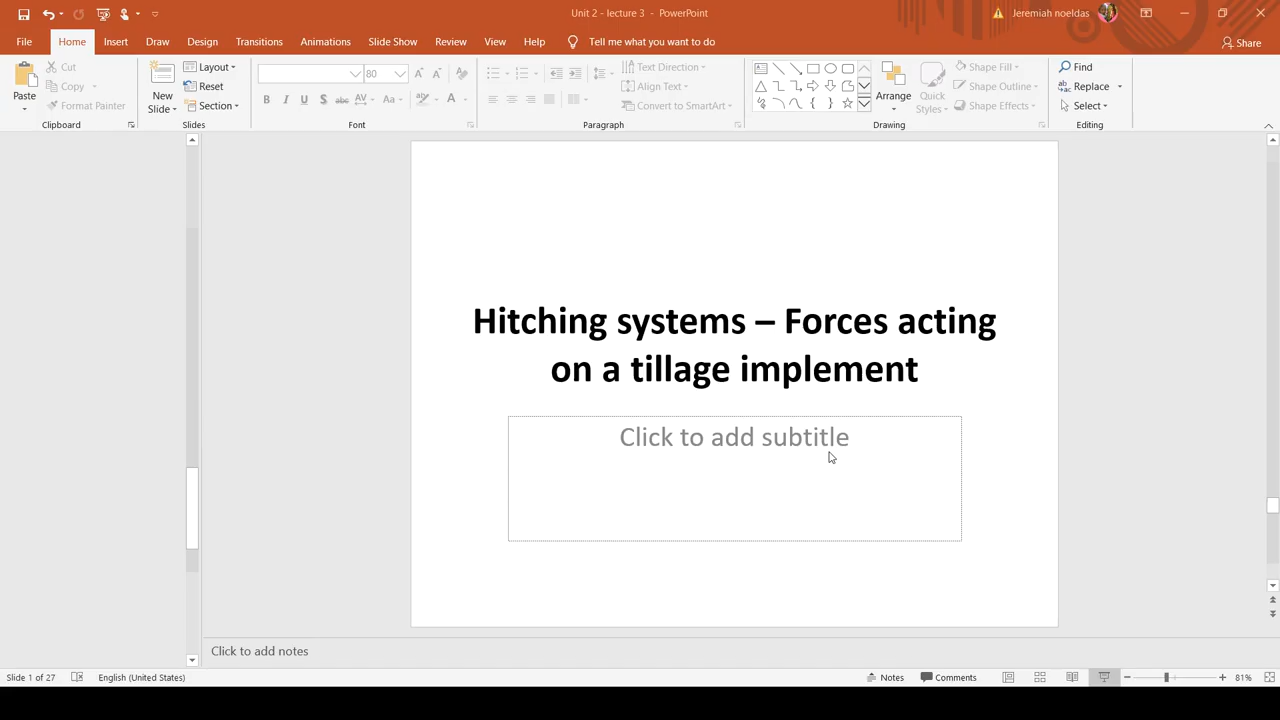 Unit 2 - lecture 3 - PowerPoint
Jeremiah noeldas
File Home Insert Draw Design Transitions Animations Slide Show Review View Help Tell me what you want to do Share
Paste
Cut
Copy
Format Painter
Clipboard
New Slide
Layout
Reset
Section
Slides
80
Font
Text Direction
Align Text
Convert to SmartArt
Paragraph
Arrange
Quick Styles
Shape Fill
Shape Outline
Shape Effects
Drawing
Find
Replace
Select
Editing
Hitching systems – Forces acting
on a tillage implement
Click to add subtitle
Click to add notes
Slide 1 of 27 English (United States) Notes Comments 81%